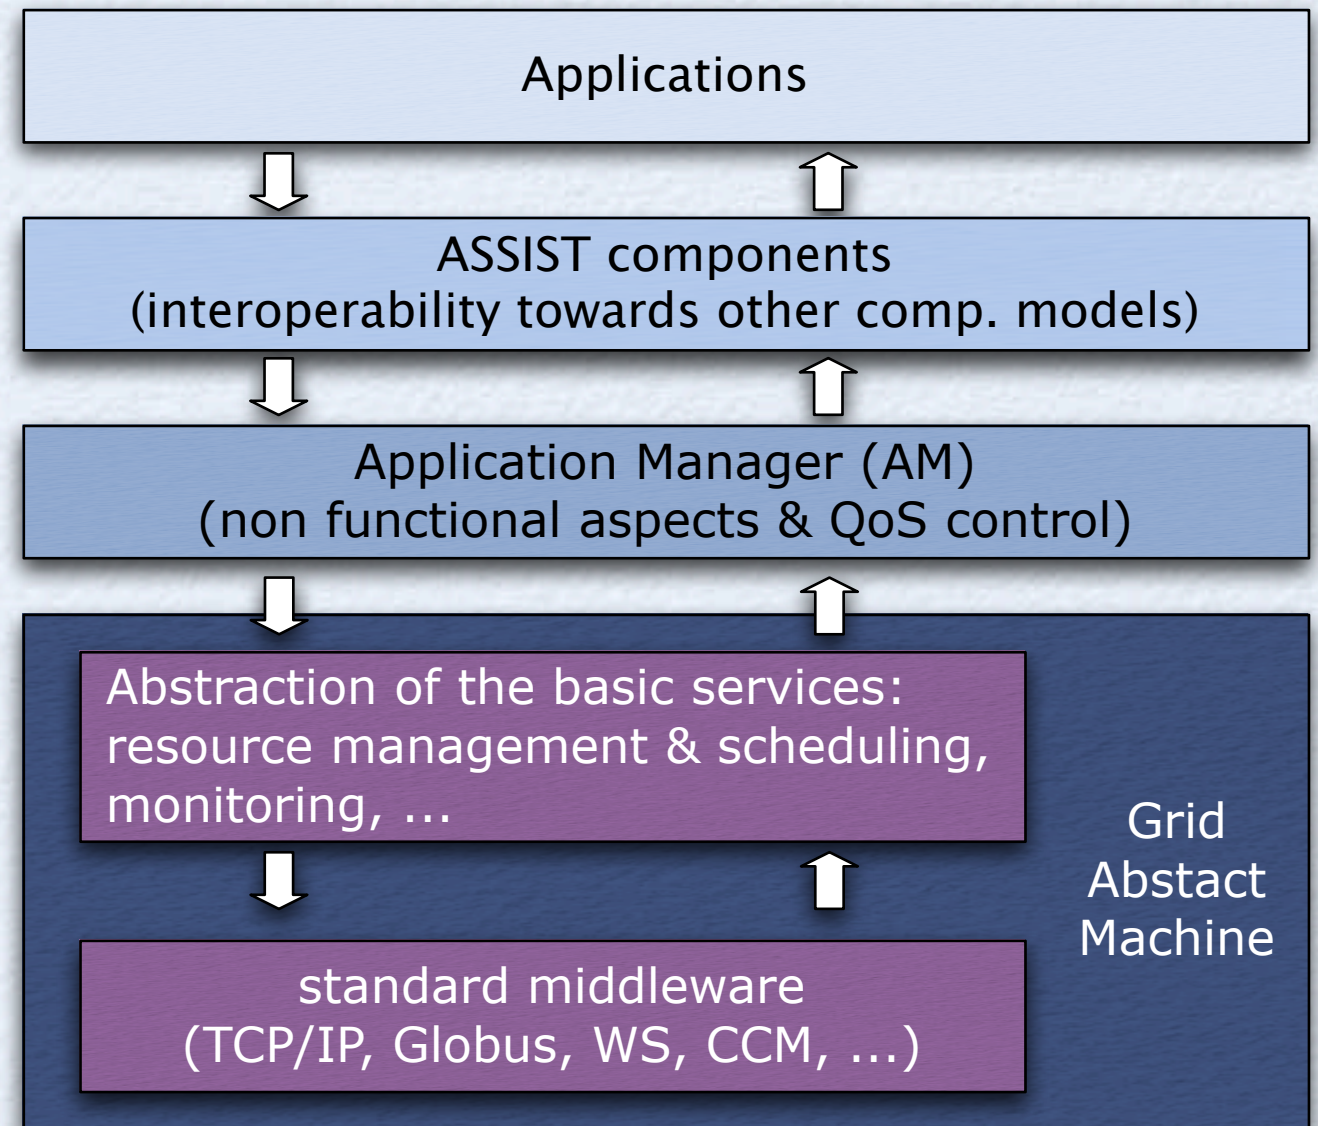 Applications
ASSIST components
(interoperability towards other comp. models)
Application Manager (AM)
(non functional aspects & QoS control)
Abstraction of the basic services:
resource management & scheduling,
monitoring, ...
Grid
Abstact
Machine
standard middleware
(TCP/IP, Globus, WS, CCM, ...)